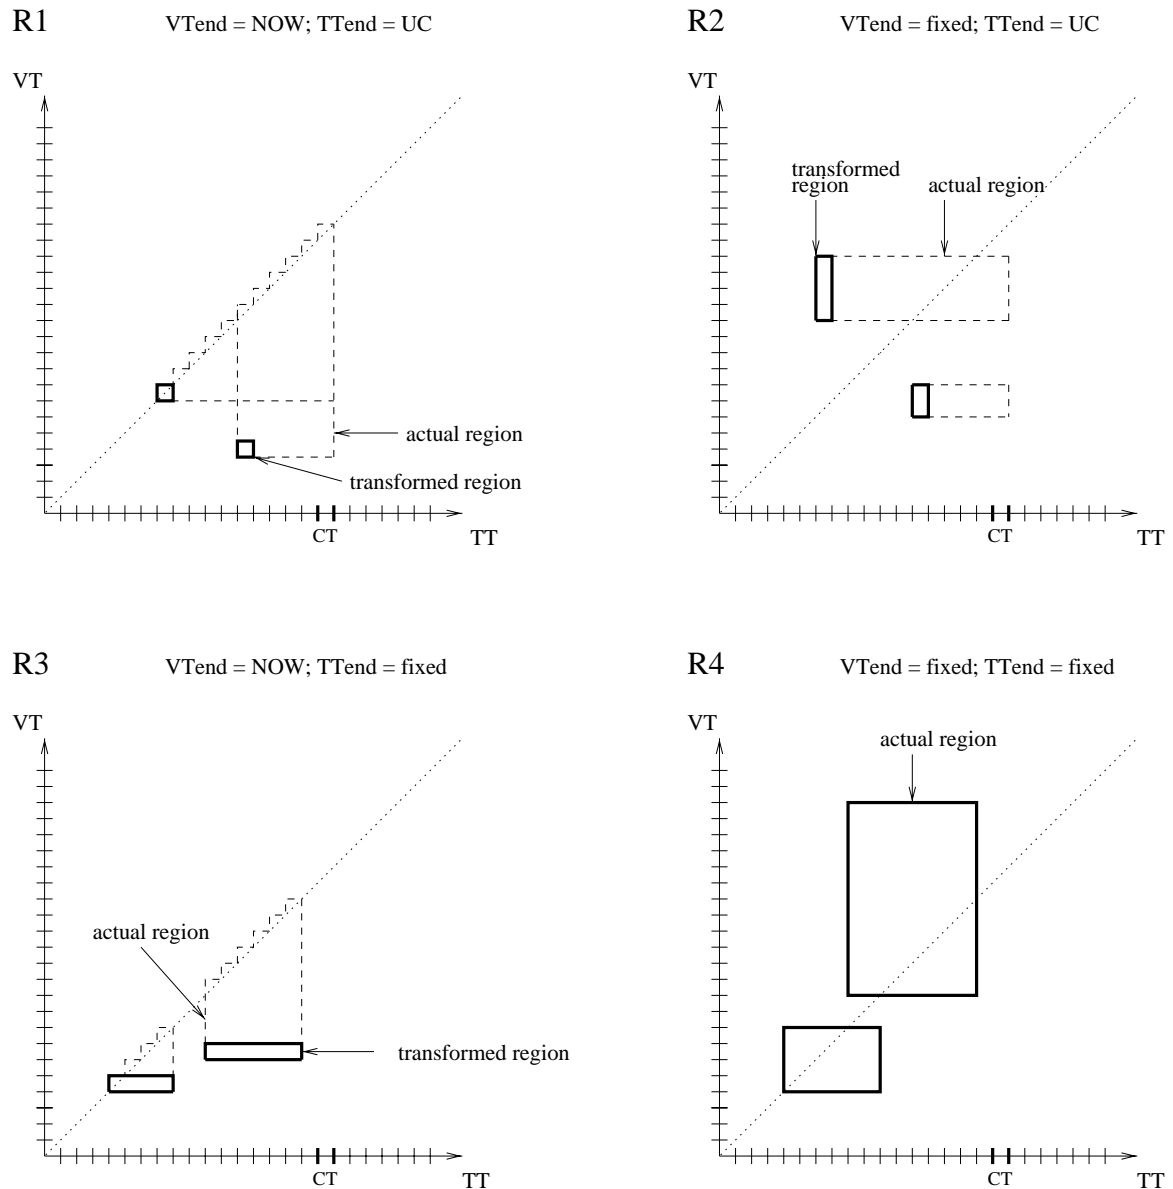 R1
VTend = NOW; TTend = UC
VT
actual region
transformed region
CT
TT
R2
VTend = fixed; TTend = UC
VT
transformed
region
actual region
CT
TT
R3
VTend = NOW; TTend = fixed
VT
actual region
transformed region
CT
TT
R4
VTend = fixed; TTend = fixed
VT
actual region
CT
TT